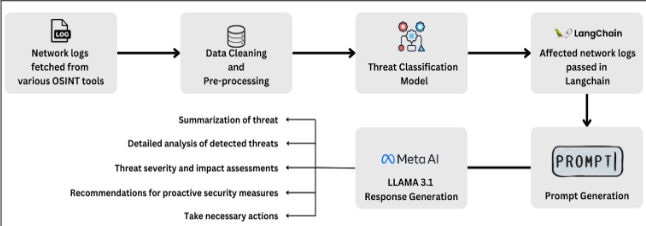 LOG
Network logs
fetched from
various OSINT tools
Data Cleaning
and
Pre-processing
Threat Classification
Model
LangChain
Affected network logs
passed in
Langchain
Summarization of threat
Detailed analysis of detected threats
Threat severity and impact assessments
Recommendations for proactive security measures
Take necessary actions
Meta AI
LLAMA 3.1
Response Generation
PROMPT
Prompt Generation